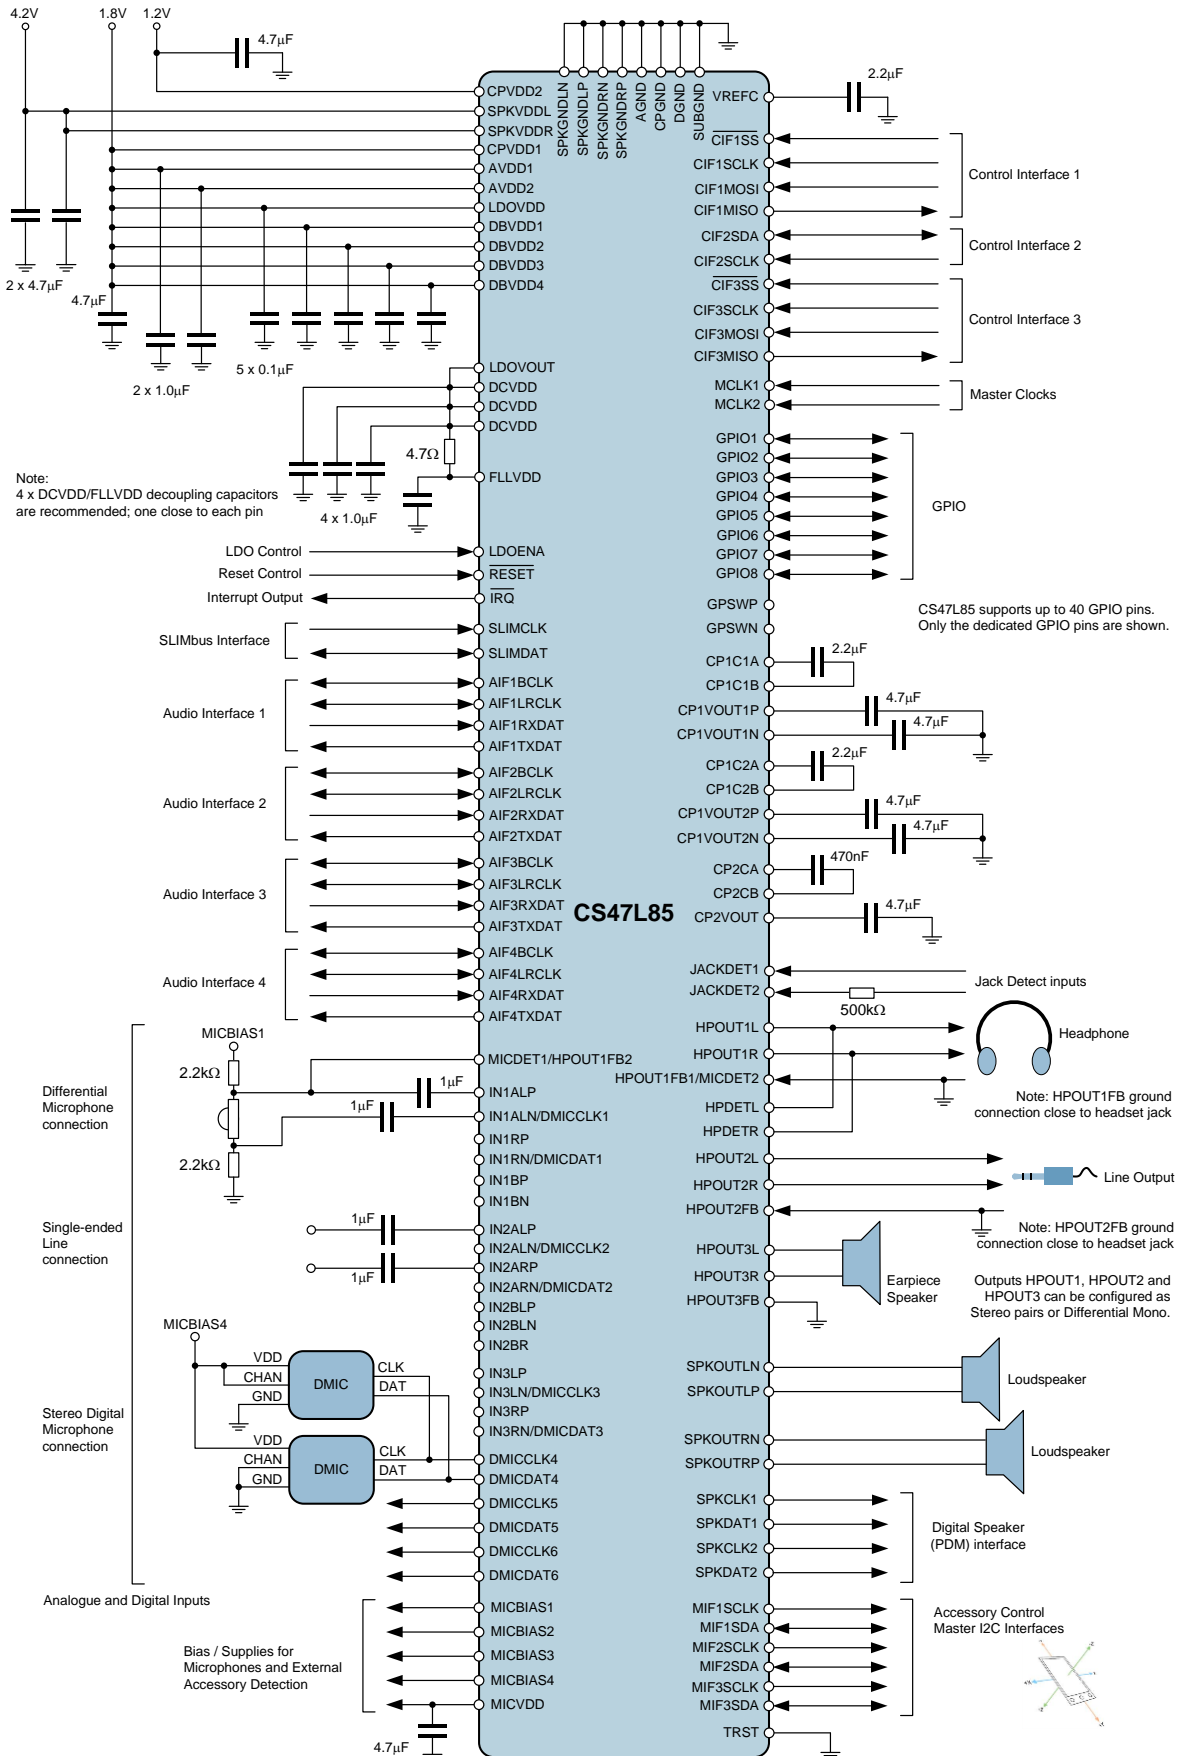 4.2V
1.8V
1.2V
4.7μF
2 x 4.7μF
4.7μF
2 x 1.0μF
5 x 0.1μF
4.7Ω
4 x 1.0μF
Note:
4 x DCVDD/FLLVDD decoupling capacitors
are recommended; one close to each pin
LDO Control
Reset Control
Interrupt Output
SLIMbus Interface
Audio Interface 1
Audio Interface 2
Audio Interface 3
Audio Interface 4
MICBIAS1
2.2kΩ
2.2kΩ
1μF
1μF
Differential
Microphone
connection
Single-ended
Line
connection
1μF
1μF
MICBIAS4
VDD
CHAN
GND
DMIC
CLK
DAT
VDD
CHAN
GND
DMIC
CLK
DAT
Stereo Digital
Microphone
connection
Analogue and Digital Inputs
Bias / Supplies for
Microphones and External
Accessory Detection
4.7μF
CPVDD2
SPKVDDL
SPKVDDR
CPVDD1
AVDD1
AVDD2
LDOVDD
DBVDD1
DBVDD2
DBVDD3
DBVDD4
LDOVOUT
DCVDD
DCVDD
DCVDD
FLLVDD
LDOENA
RESET
IRQ
SLIMCLK
SLIMDAT
AIF1BCLK
AIF1LRCLK
AIF1RXDAT
AIF1TXDAT
AIF2BCLK
AIF2LRCLK
AIF2RXDAT
AIF2TXDAT
AIF3BCLK
AIF3LRCLK
AIF3RXDAT
AIF3TXDAT
AIF4BCLK
AIF4LRCLK
AIF4RXDAT
AIF4TXDAT
MICDET1/HPOUT1FB2
IN1ALP
IN1ALN/DMICCLK1
IN1RP
IN1RN/DMICDAT1
IN1BP
IN1BN
IN2ALP
IN2ALN/DMICCLK2
IN2ARP
IN2ARN/DMICDAT2
IN2BLP
IN2BLN
IN2BR
IN3LP
IN3LN/DMICCLK3
IN3RP
IN3RN/DMICDAT3
DMICCLK4
DMICDAT4
DMICCLK5
DMICDAT5
DMICCLK6
DMICDAT6
MICBIAS1
MICBIAS2
MICBIAS3
MICBIAS4
MICVDD
SPKGNDLN
SPKGNDLP
SPKGNDRN
SPKGNDRP
AGND
CPGND
DGND
SUBGND
CS47L85
VREFC
CIF1SS
CIF1SCLK
CIF1MOSI
CIF1MISO
CIF2SDA
CIF2SCLK
CIF3SS
CIF3SCLK
CIF3MOSI
CIF3MISO
MCLK1
MCLK2
GPIO1
GPIO2
GPIO3
GPIO4
GPIO5
GPIO6
GPIO7
GPIO8
GPSWP
GPSWN
CP1C1A
CP1C1B
CP1VOUT1P
CP1VOUT1N
CP1C2A
CP1C2B
CP1VOUT2P
CP1VOUT2N
CP2CA
CP2CB
CP2VOUT
JACKDET1
JACKDET2
HPOUT1L
HPOUT1R
HPOUT1FB1/MICDET2
HPDETL
HPDETR
HPOUT2L
HPOUT2R
HPOUT2FB
HPOUT3L
HPOUT3R
HPOUT3FB
SPKOUTLN
SPKOUTLP
SPKOUTRN
SPKOUTRP
SPKCLK1
SPKDAT1
SPKCLK2
SPKDAT2
MIF1SCLK
MIF1SDA
MIF2SCLK
MIF2SDA
MIF3SCLK
MIF3SDA
TRST
2.2μF
Control Interface 1
Control Interface 2
Control Interface 3
Master Clocks
GPIO
CS47L85 supports up to 40 GPIO pins.
Only the dedicated GPIO pins are shown.
2.2μF
4.7μF
4.7μF
2.2μF
4.7μF
4.7μF
470nF
4.7μF
Jack Detect inputs
500kΩ
Headphone
Note: HPOUT1FB ground
connection close to headset jack
Line Output
Note: HPOUT2FB ground
connection close to headset jack
Earpiece
Speaker
Outputs HPOUT1, HPOUT2 and
HPOUT3 can be configured as
Stereo pairs or Differential Mono.
Loudspeaker
Loudspeaker
Digital Speaker
(PDM) interface
Accessory Control
Master I2C Interfaces